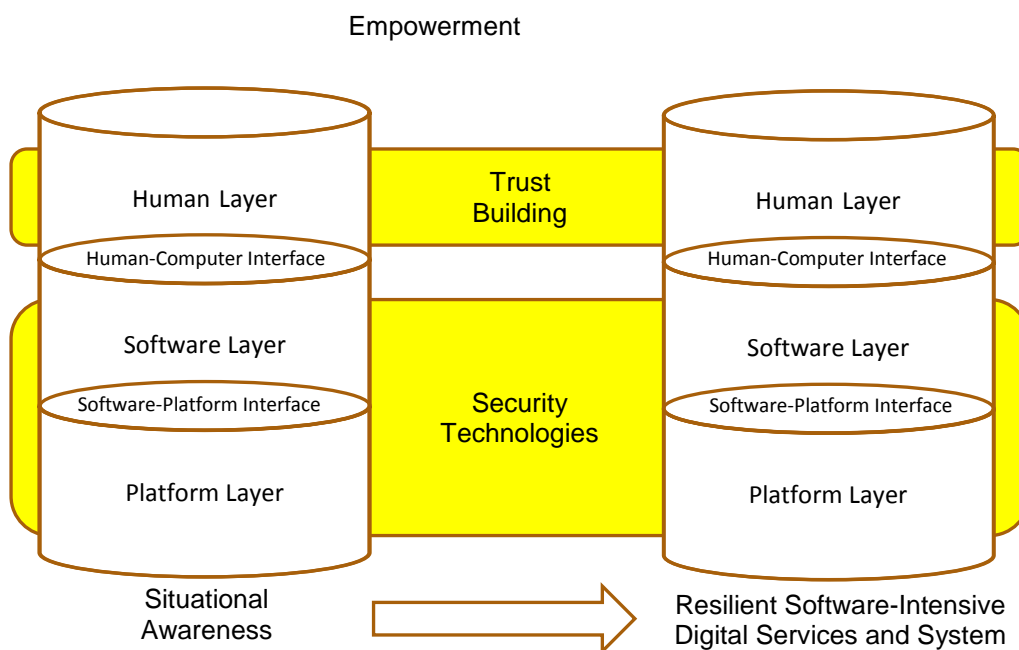 Empowerment
Human Layer
Human-Computer Interface
Software Layer
Software-Platform Interface
Platform Layer
Situational
Awareness
Trust
Building
Security
Technologies
Human Layer
Human-Computer Interface
Software Layer
Software-Platform Interface
Platform Layer
Resilient Software-Intensive
Digital Services and System